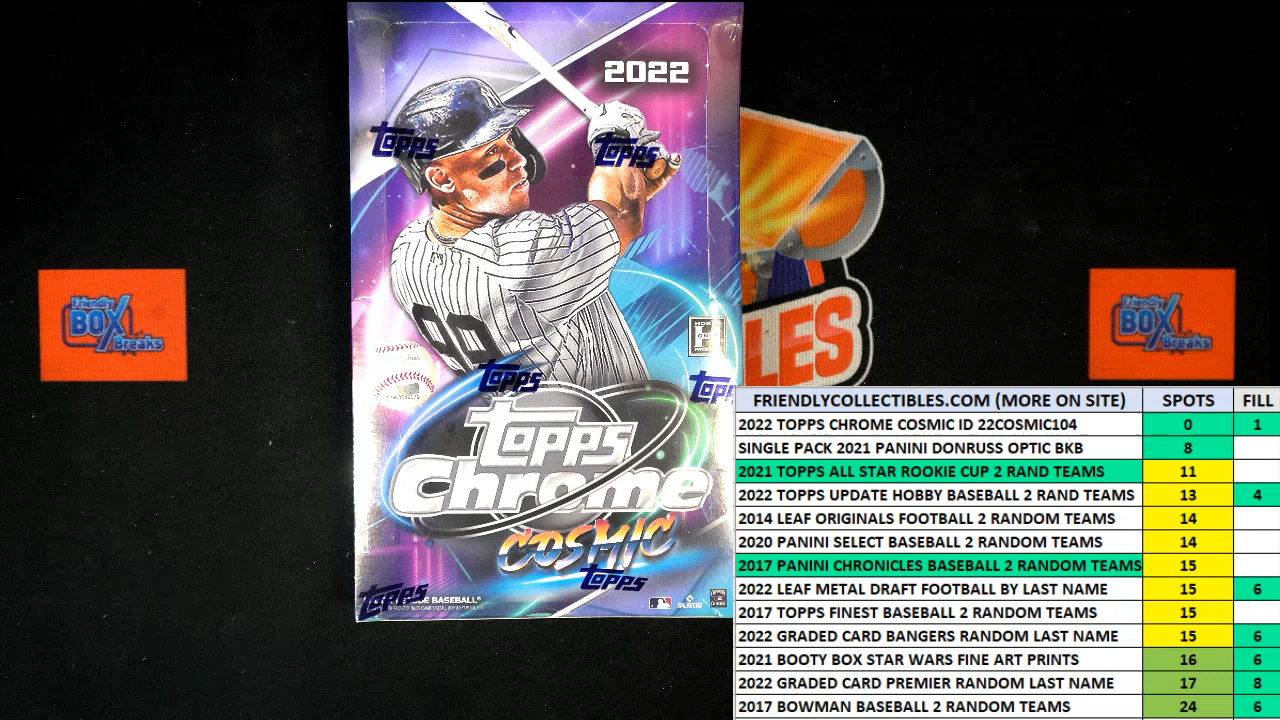 2022
topps
topps
99
topps
topps
topps
Chrome
COSMIC
topps
topps
BASEBALL®
MLB
PLAYERS
HOBBY
ONLY
LES
Friendly
BOX
Breaks
Friendly
BOX
Breaks
FRIENDLYCOLLECTIBLES.COM (MORE ON SITE) SPOTS FILL
2022 TOPPS CHROME COSMIC ID 22COSMIC104 0 1
SINGLE PACK 2021 PANINI DONRUSS OPTIC BKB 8
2021 TOPPS ALL STAR ROOKIE CUP 2 RAND TEAMS 11
2022 TOPPS UPDATE HOBBY BASEBALL 2 RAND TEAMS 13 4
2014 LEAF ORIGINALS FOOTBALL 2 RANDOM TEAMS 14
2020 PANINI SELECT BASEBALL 2 RANDOM TEAMS 14
2017 PANINI CHRONICLES BASEBALL 2 RANDOM TEAMS 15
2022 LEAF METAL DRAFT FOOTBALL BY LAST NAME 15 6
2017 TOPPS FINEST BASEBALL 2 RANDOM TEAMS 15
2022 GRADED CARD BANGERS RANDOM LAST NAME 15 6
2021 BOOTY BOX STAR WARS FINE ART PRINTS 16 6
2022 GRADED CARD PREMIER RANDOM LAST NAME 17 8
2017 BOWMAN BASEBALL 2 RANDOM TEAMS 24 6